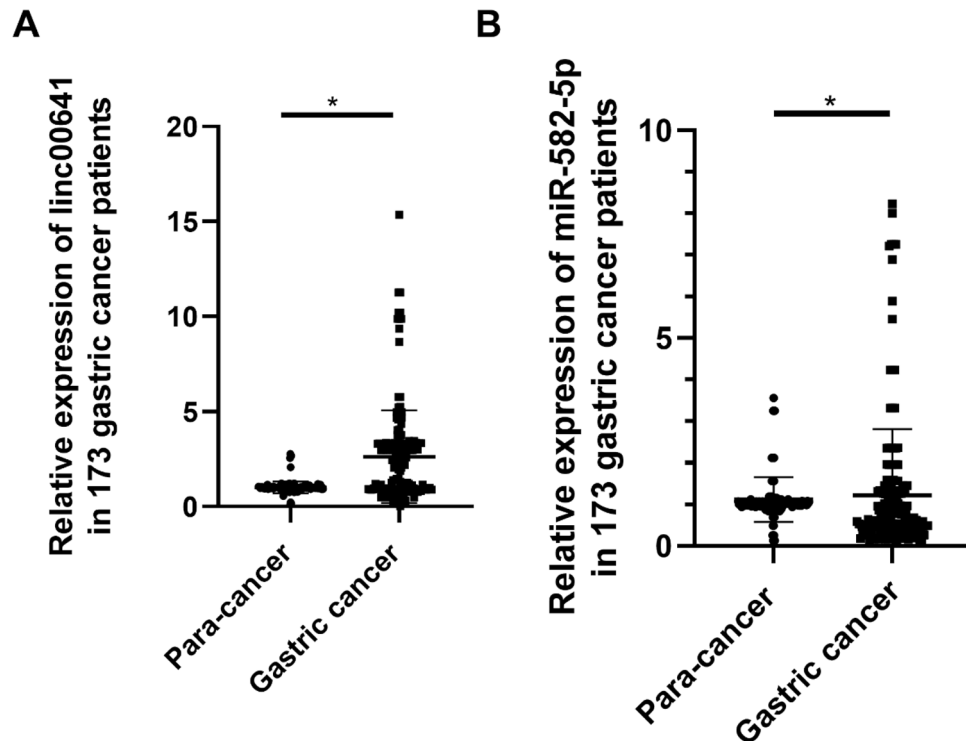 A
Relative expression of linc00641
in 173 gastric cancer patients
*
20
15
10
5
0
Para-cancer
Gastric cancer
B
Relative expression of miR-582-5p
in 173 gastric cancer patients
*
10
5
0
Para-cancer
Gastric cancer